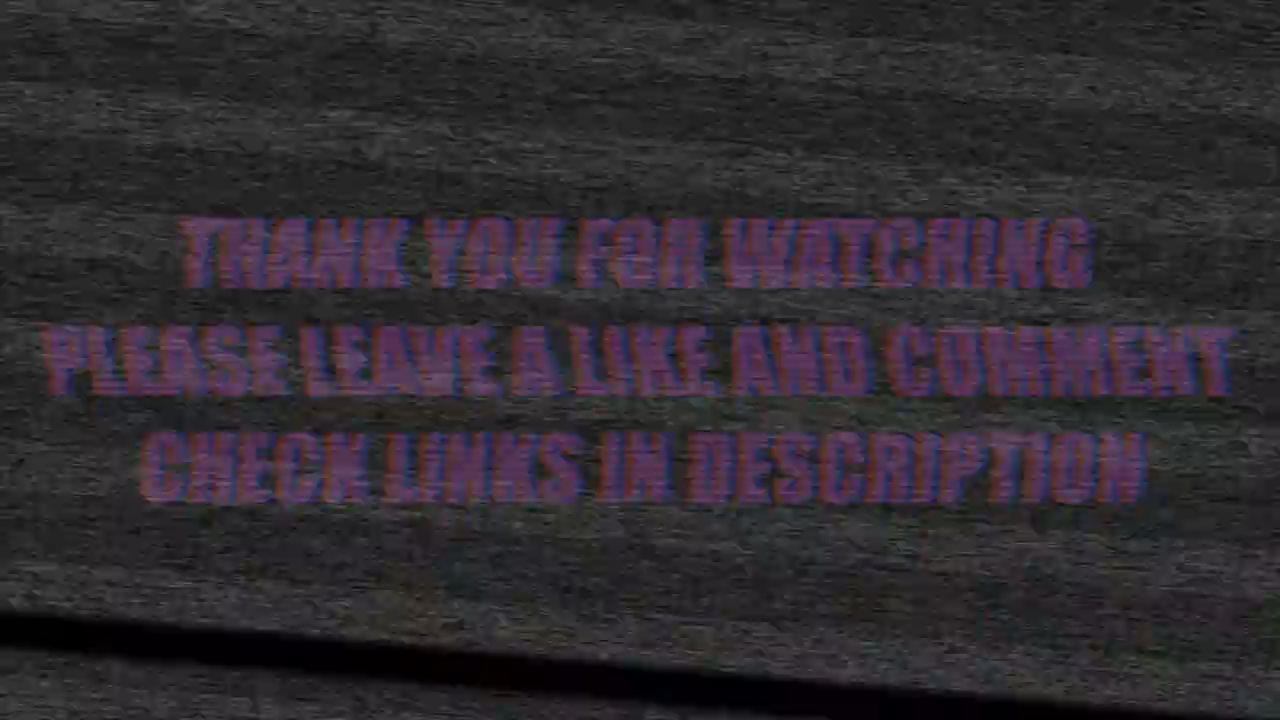 THANK YOU FOR WATCHING
PLEASE LEAVE A LIKE AND COMMENT
CHECK LINKS IN DESCRIPTION